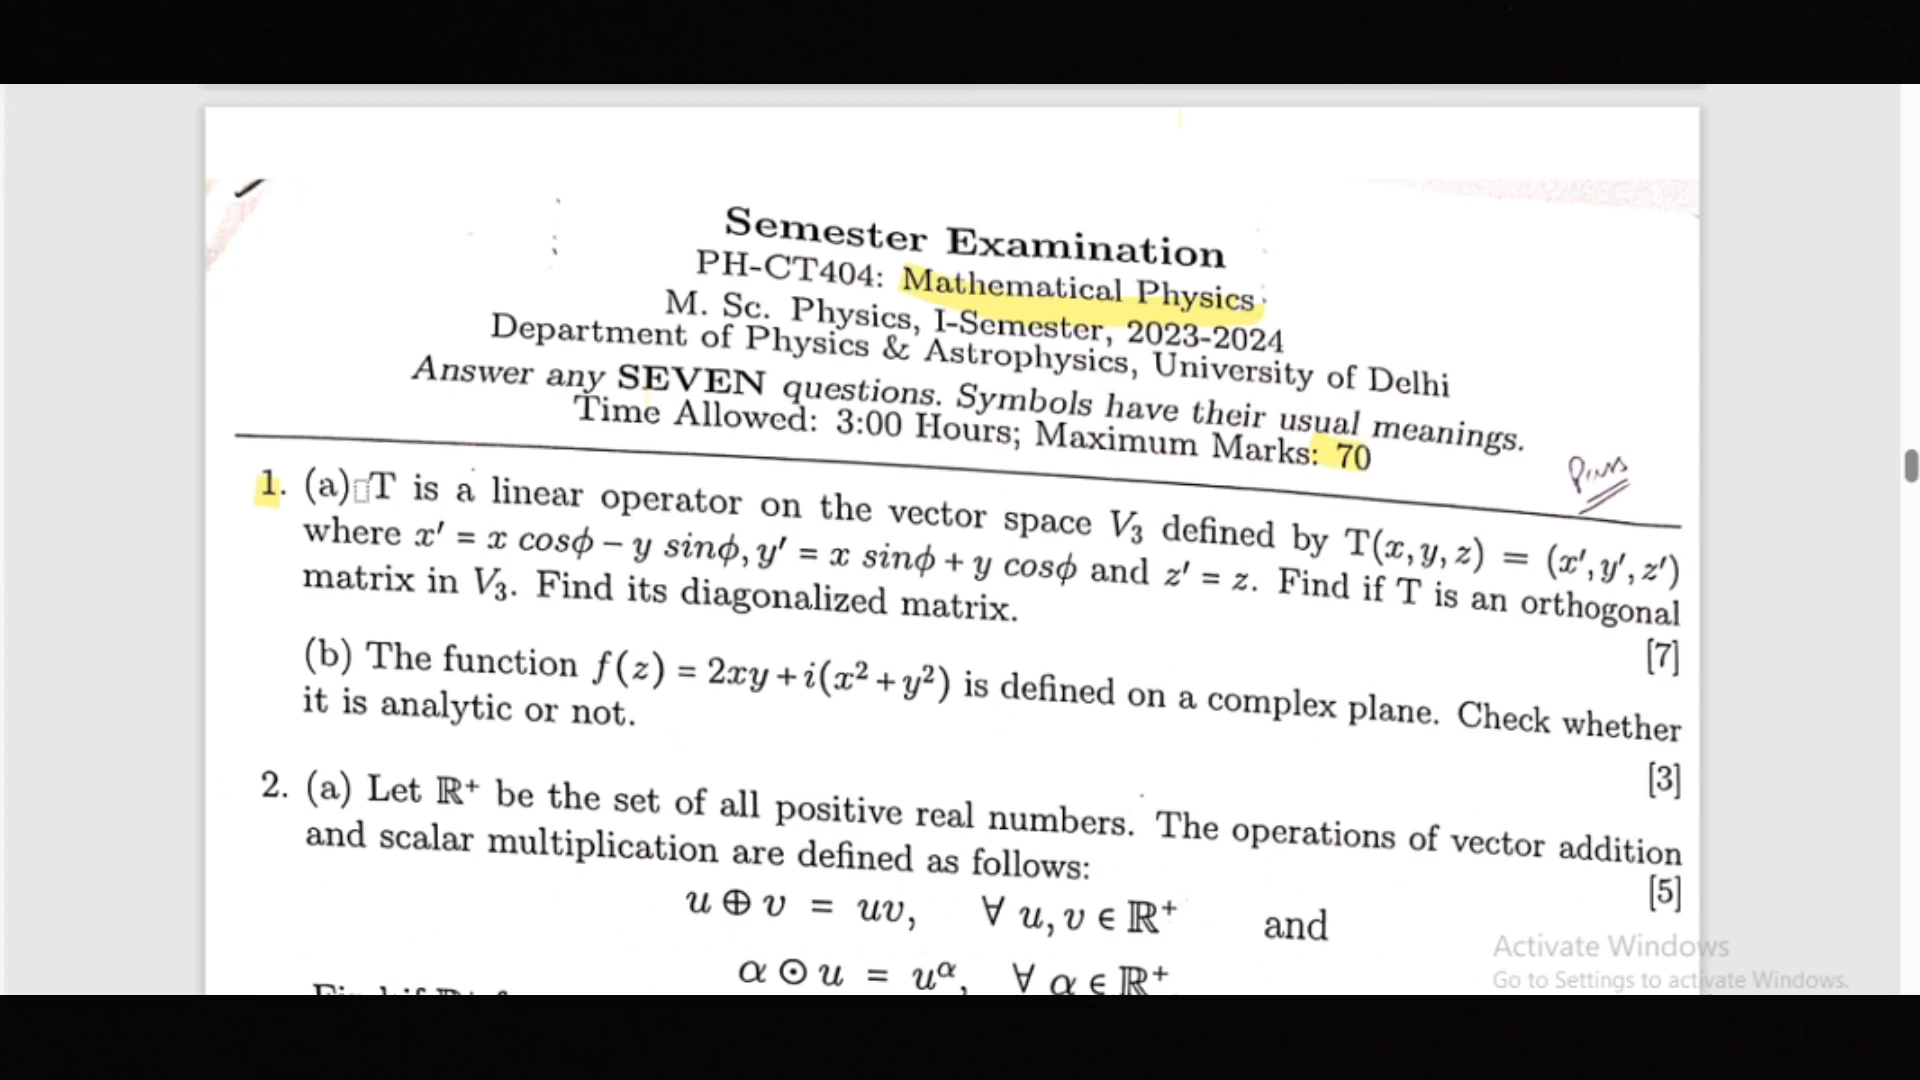 Semester Examination
PH-CT404: Mathematical Physics
M. Sc. Physics, I-Semester, 2023-2024
Department of Physics & Astrophysics, University of Delhi
Answer any SEVEN questions. Symbols have their usual meanings.
Time Allowed: 3:00 Hours; Maximum Marks: 70
1. (a) T is a linear operator on the vector space V₃ defined by T(x, y, z) = (x′, y′, z′)
where x′ = x cosϕ − y sinϕ, y′ = x sinϕ + y cosϕ and z′ = z. Find if T is an orthogonal
matrix in V₃. Find its diagonalized matrix.
[7]
(b) The function f(z) = 2xy + i(x² + y²) is defined on a complex plane. Check whether
it is analytic or not.
[3]
2. (a) Let ℝ⁺ be the set of all positive real numbers. The operations of vector addition
and scalar multiplication are defined as follows:
[5]
u ⊕ v = uv, ∀ u, v ∈ ℝ⁺ and
α ⊙ u = uᵅ, ∀ α ∈ ℝ⁺
Activate Windows
Go to Settings to activate Windows.